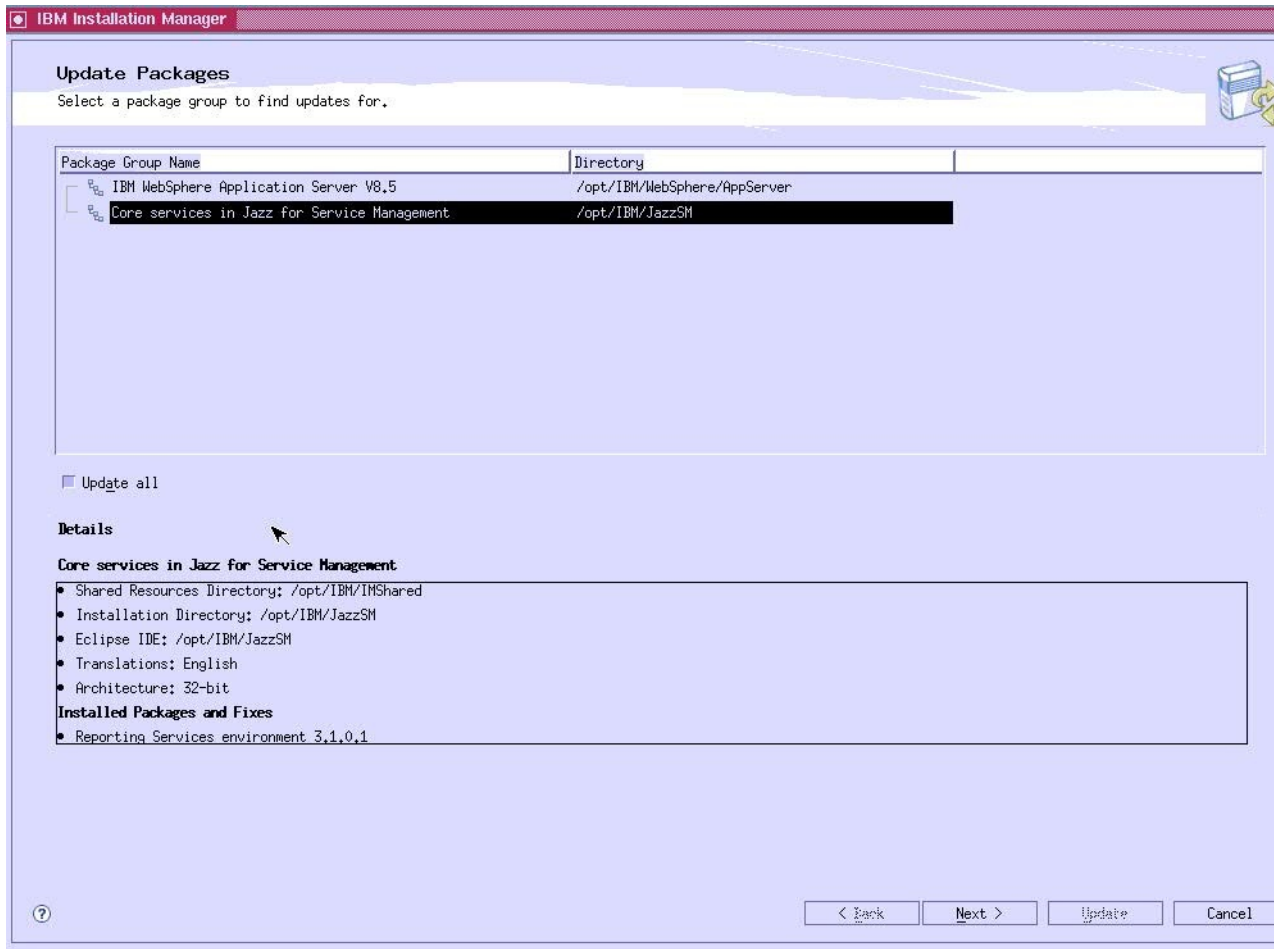 IBM Installation Manager
Update Packages
Select a package group to find updates for.
Package Group Name Directory
IBM WebSphere Application Server V8.5 /opt/IBM/WebSphere/AppServer
Core services in Jazz for Service Management /opt/IBM/JazzSM
Update all
Details
Core services in Jazz for Service Management
• Shared Resources Directory: /opt/IBM/IMShared
• Installation Directory: /opt/IBM/JazzSM
• Eclipse IDE: /opt/IBM/JazzSM
• Translations: English
• Architecture: 32-bit
Installed Packages and Fixes
• Reporting Services environment 3.1.0.1
? < Back Next > Update Cancel